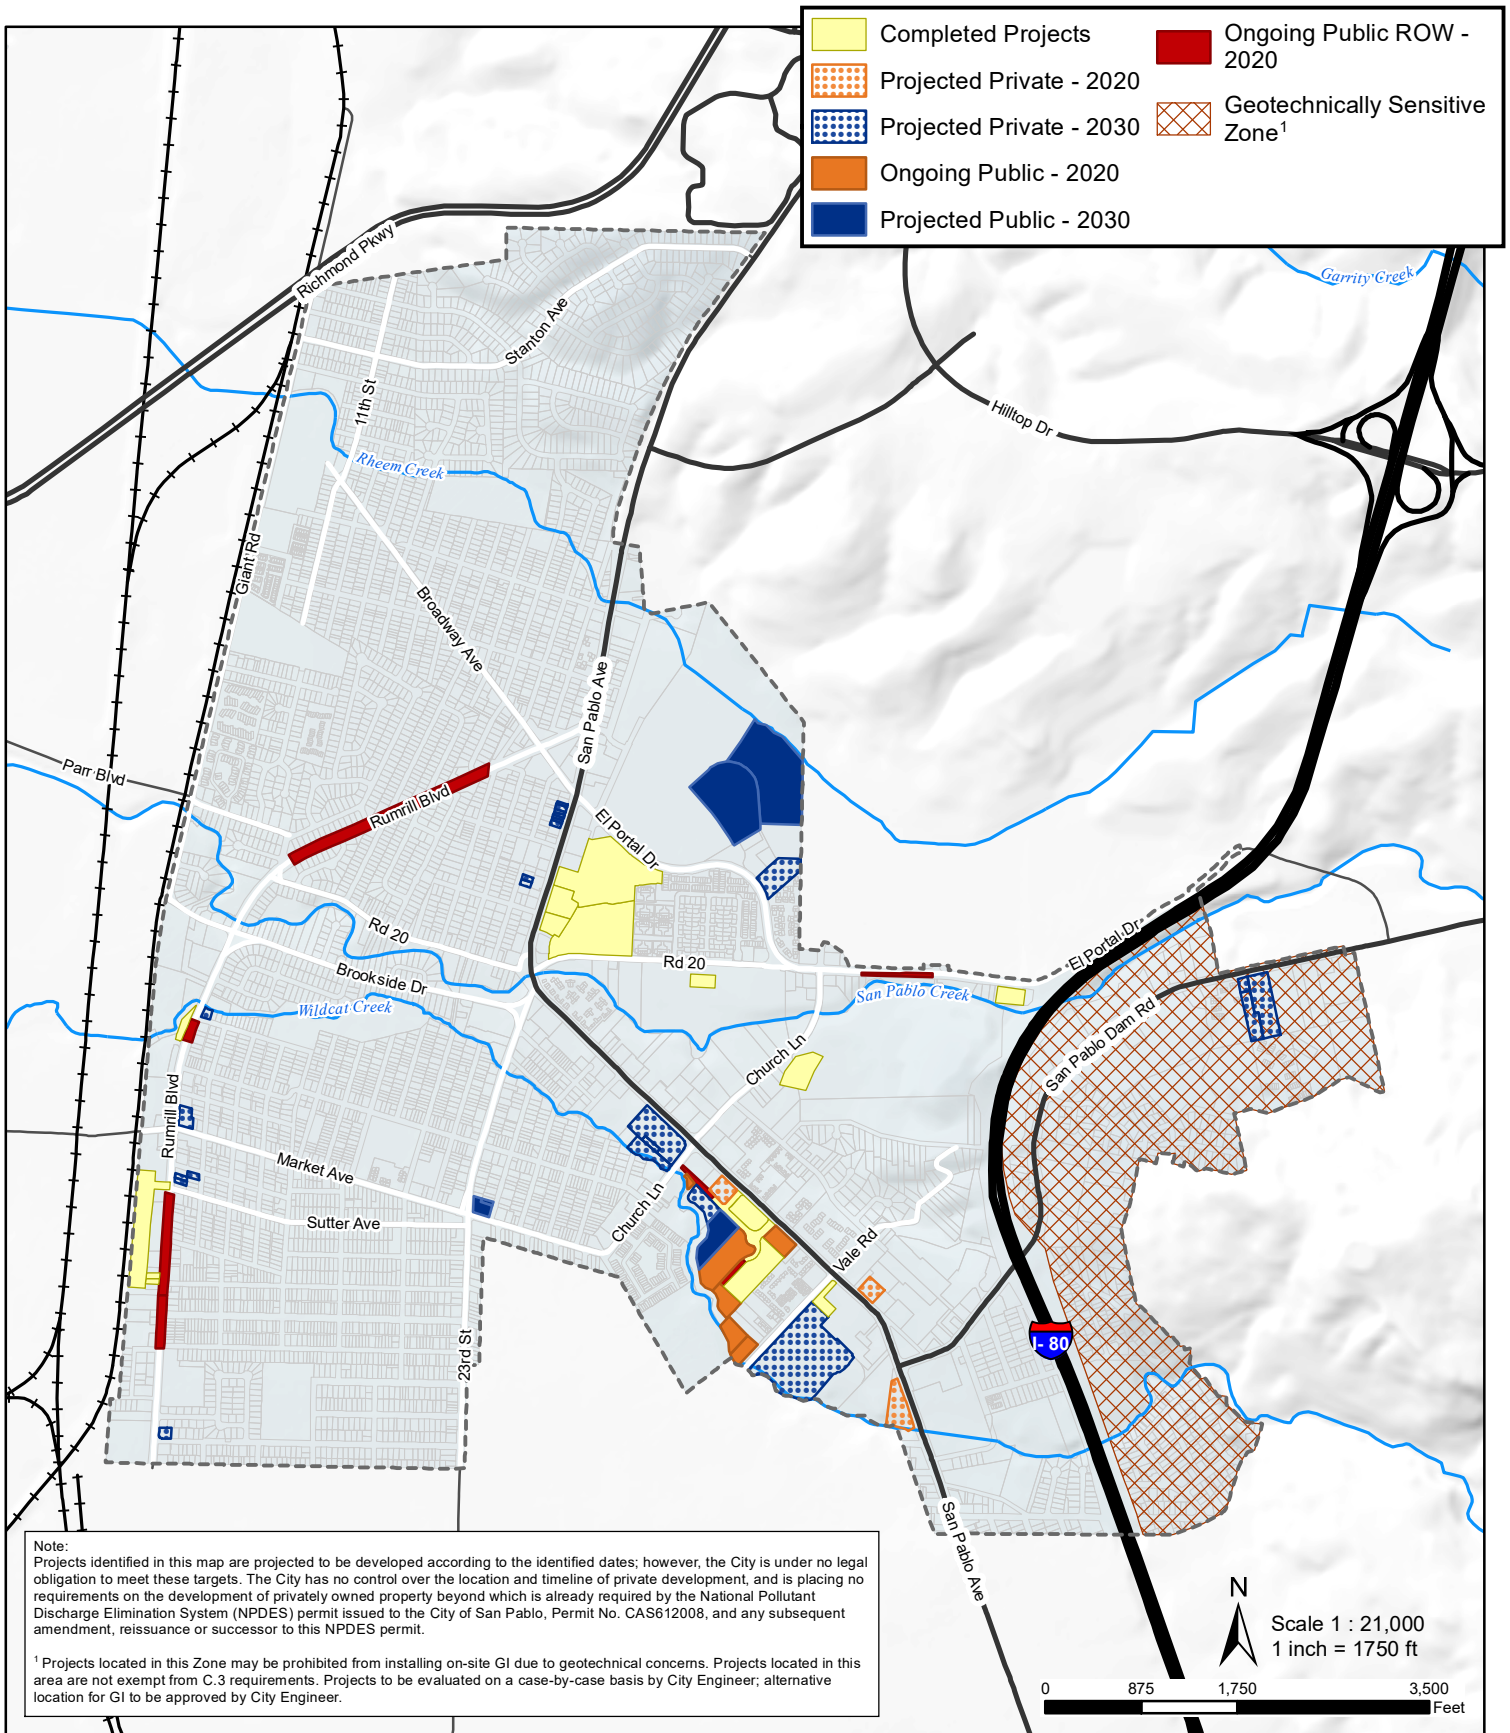 Completed Projects
Projected Private - 2020
Projected Private - 2030
Ongoing Public - 2020
Projected Public - 2030
Ongoing Public ROW -
2020
Geotechnically Sensitive
Zone¹
Garrity Creek
Richmond Pkwy
Stanton Ave
11th St
Hilltop Dr
Rheem Creek
Giant Rd
Broadway Ave
San Pablo Ave
Parr Blvd
Rumrill Blvd
El Portal Dr
Rd 20
Rd 20
El Portal Dr
Brookside Dr
San Pablo Creek
Wildcat Creek
San Pablo Dam Rd
Church Ln
Rumrill Blvd
Market Ave
Church Ln
Sutter Ave
Vale Rd
23rd St
I- 80
San Pablo Ave
Note:
Projects identified in this map are projected to be developed according to the identified dates; however, the City is under no legal
obligation to meet these targets. The City has no control over the location and timeline of private development, and is placing no
requirements on the development of privately owned property beyond which is already required by the National Pollutant
Discharge Elimination System (NPDES) permit issued to the City of San Pablo, Permit No. CAS612008, and any subsequent
amendment, reissuance or successor to this NPDES permit.
¹ Projects located in this Zone may be prohibited from installing on-site GI due to geotechnical concerns. Projects located in this
area are not exempt from C.3 requirements. Projects to be evaluated on a case-by-case basis by City Engineer; alternative
location for GI to be approved by City Engineer.
N
Scale 1 : 21,000
1 inch = 1750 ft
0 875 1,750 3,500
Feet